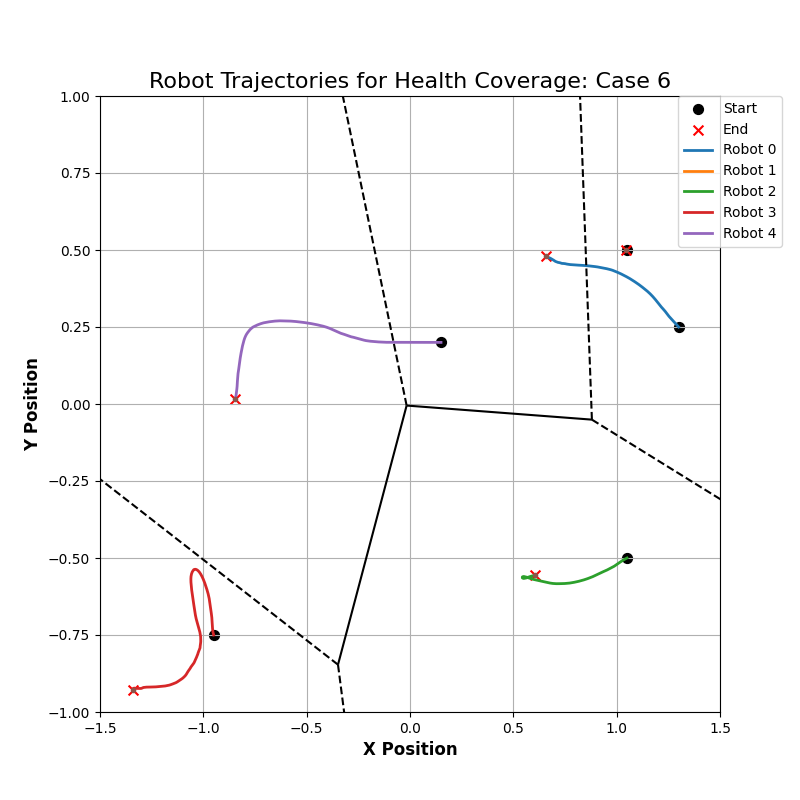 Robot Trajectories for Health Coverage: Case 6
Start
End
Robot 0
Robot 1
Robot 2
Robot 3
Robot 4
1.00
0.75
0.50
0.25
0.00
−0.25
−0.50
−0.75
−1.00
Y Position
−1.5
−1.0
−0.5
0.0
0.5
1.0
1.5
X Position